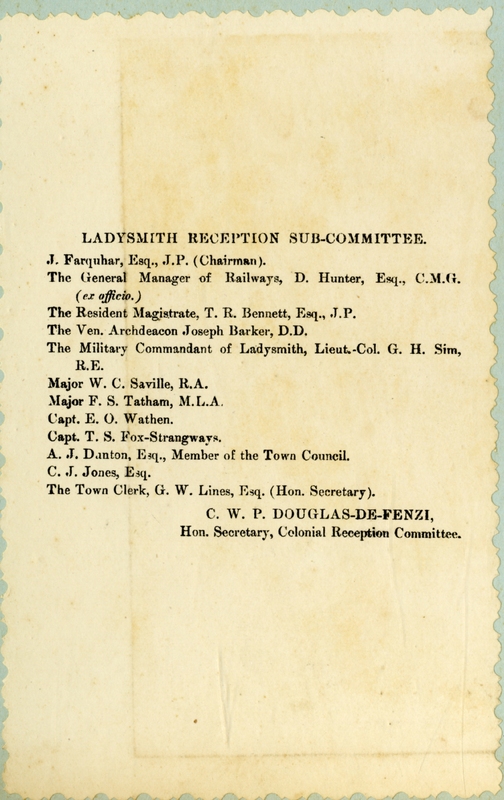 LADYSMITH RECEPTION SUB-COMMITTEE.
J. Farquhar, Esq., J.P. (Chairman).
The General Manager of Railways, D. Hunter, Esq., C.M.G.
(ex officio.)
The Resident Magistrate, T. R. Bennett, Esq., J.P.
The Ven. Archdeacon Joseph Barker, D.D.
The Military Commandant of Ladysmith, Lieut.-Col. G. H. Sim,
R.E.
Major W. C. Saville, R.A.
Major F. S. Tatham, M.L.A.
Capt. E. O. Wathen.
Capt. T. S. Fox-Strangways.
A. J. Danton, Esq., Member of the Town Council.
C. J. Jones, Esq.
The Town Clerk, G. W. Lines, Esq. (Hon. Secretary).
C. W. P. DOUGLAS-DE-FENZI,
Hon. Secretary, Colonial Reception Committee.